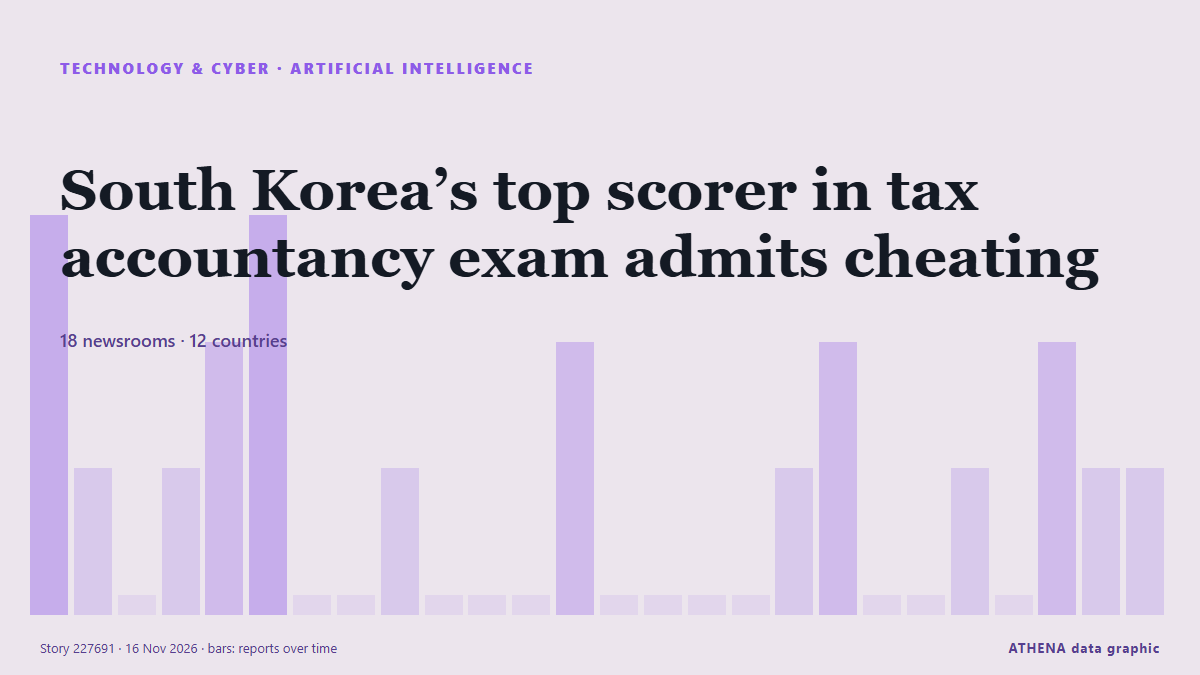 TECHNOLOGY & CYBER · ARTIFICIAL INTELLIGENCE
South Korea’s top scorer in tax
accountancy exam admits cheating
18 newsrooms · 12 countries
Story 227691 · 16 Nov 2026 · bars: reports over time
ATHENA data graphic